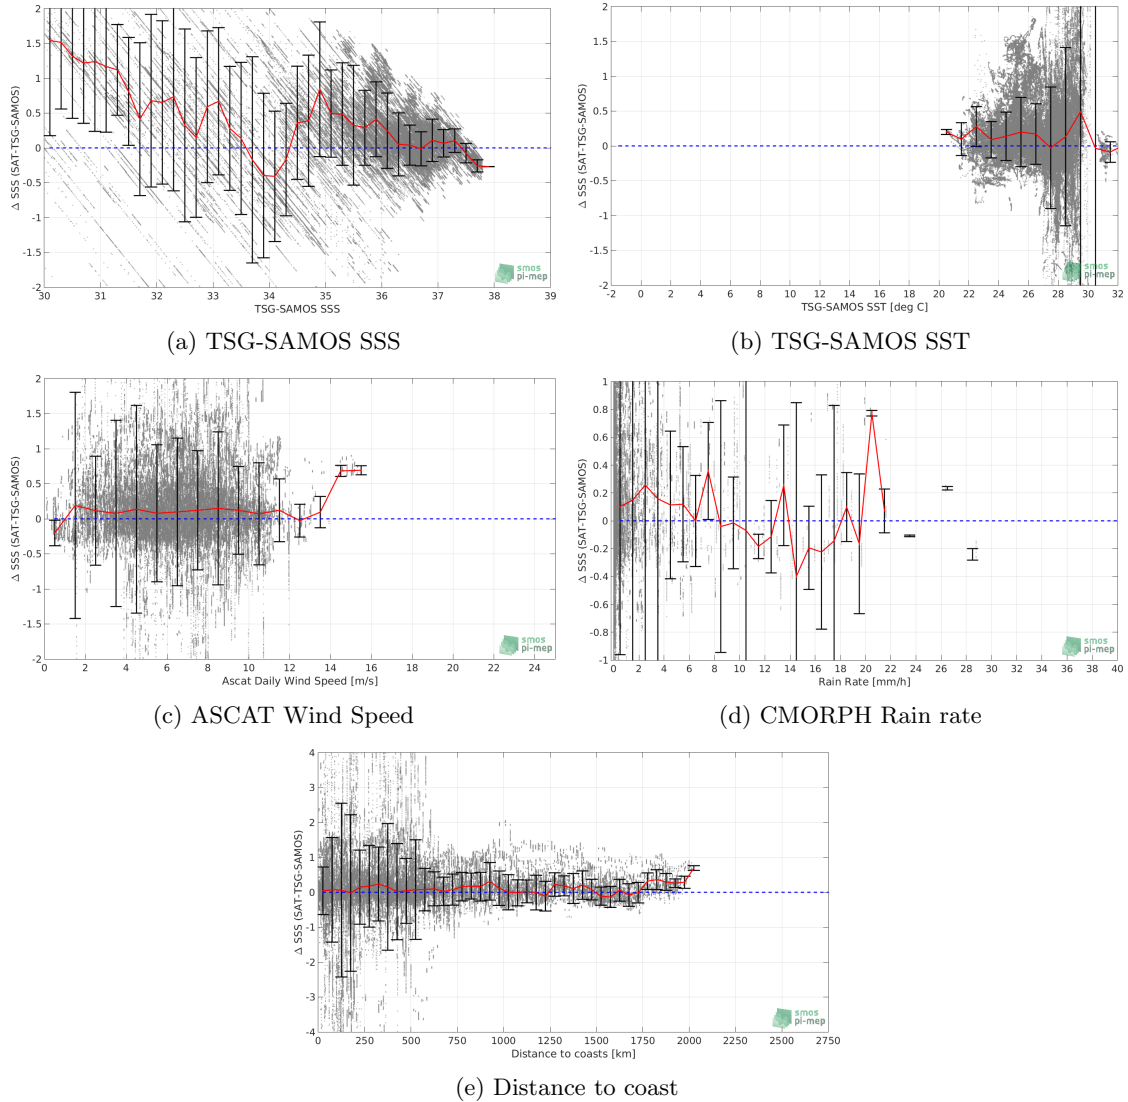 2
1.5
1
0.5
0
-0.5
-1
-1.5
-2
Δ SSS (SAT-TSG-SAMOS)
30 31 32 33 34 35 36 37 38 39
TSG-SAMOS SSS
smos
pi-mep
(a) TSG-SAMOS SSS
2
1.5
1
0.5
0
-0.5
-1
-1.5
-2
Δ SSS (SAT-TSG-SAMOS)
-2 0 2 4 6 8 10 12 14 16 18 20 22 24 26 28 30 32
TSG-SAMOS SST [deg C]
smos
pi-mep
(b) TSG-SAMOS SST
2
1.5
1
0.5
0
-0.5
-1
-1.5
-2
Δ SSS (SAT-TSG-SAMOS)
0 2 4 6 8 10 12 14 16 18 20 22 24
Ascat Daily Wind Speed [m/s]
smos
pi-mep
(c) ASCAT Wind Speed
1
0.8
0.6
0.4
0.2
0
-0.2
-0.4
-0.6
-0.8
-1
Δ SSS (SAT-TSG-SAMOS)
0 2 4 6 8 10 12 14 16 18 20 22 24 26 28 30 32 34 36 38 40
Rain Rate [mm/h]
smos
pi-mep
(d) CMORPH Rain rate
4
3
2
1
0
-1
-2
-3
-4
Δ SSS (SAT-TSG-SAMOS)
0 250 500 750 1000 1250 1500 1750 2000 2250 2500 2750
Distance to coasts [km]
smos
pi-mep
(e) Distance to coast